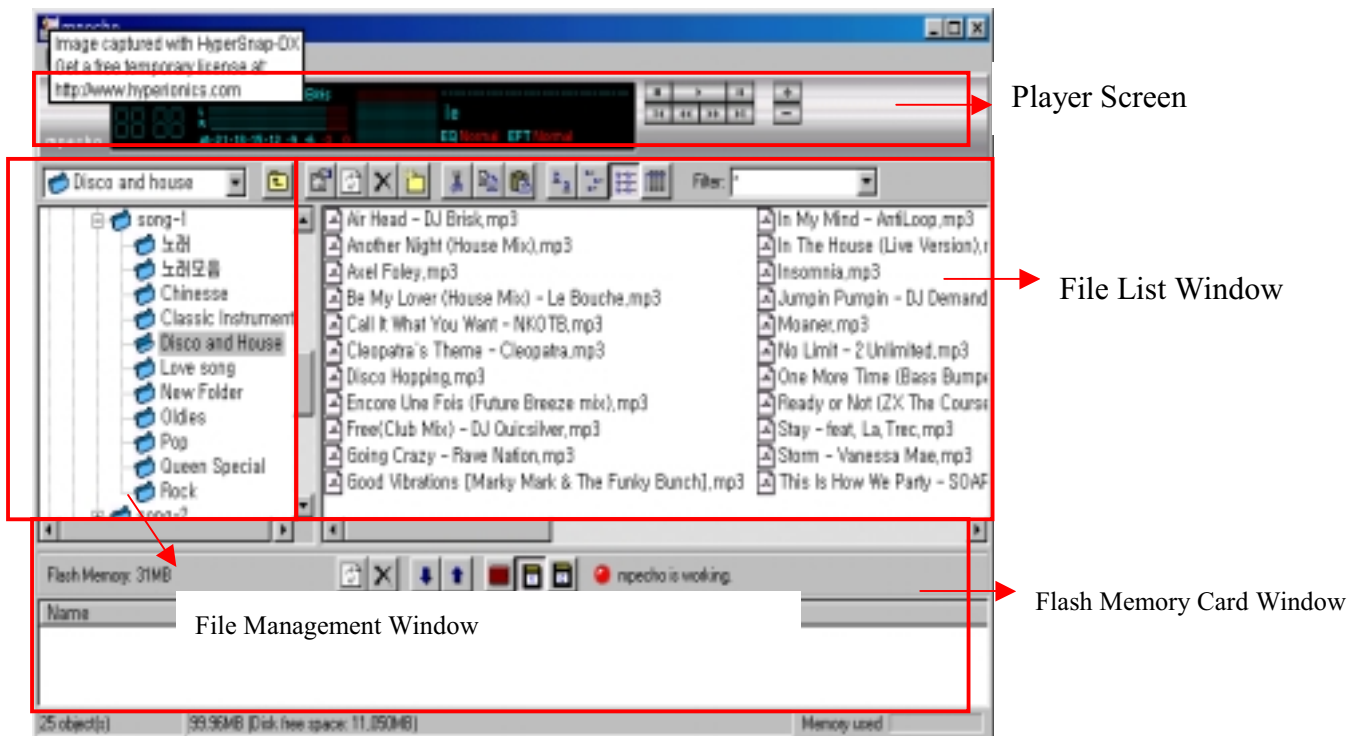 mpecho
Image captured with HyperSnap-DX
Get a free temporary license at:
http://www.hyperionics.com
Player Screen
EQ Normal EFT Normal
mpecho
Disco and house
Filter: *
song-1
노래
노래모음
Chinesse
Classic Instrument
Disco and House
Love song
New Folder
Oldies
Pop
Queen Special
Rock
song-2
Air Head - DJ Brisk,mp3
Another Night (House Mix),mp3
Axel Foley,mp3
Be My Lover (House Mix) - Le Bouche,mp3
Call It What You Want - NKOTB,mp3
Cleopatra's Theme - Cleopatra,mp3
Disco Hopping,mp3
Encore Une Fois (Future Breeze mix),mp3
Free(Club Mix) - DJ Quicsilver,mp3
Going Crazy - Rave Nation,mp3
Good Vibrations [Marky Mark & The Funky Bunch],mp3
In My Mind - AntiLoop,mp3
In The House (Live Version),
Insomnia,mp3
Jumpin Pumpin - DJ Demand
Moaner,mp3
No Limit - 2 Unlimited,mp3
One More Time (Bass Bumpe
Ready or Not (ZX The Course
Stay - feat, La, Trec,mp3
Storm - Vanessa Mae,mp3
This Is How We Party - SOAF
File List Window
Flash Memory: 31MB
mpecho is working.
Flash Memory Card Window
Name
File Management Window
25 object(s)
99.96MB (Disk free space: 11,050MB)
Memory used